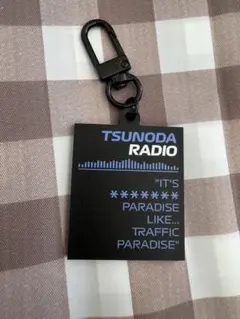 TSUNODA
RADIO
"IT'S
*******
PARADISE
LIKE...
TRAFFIC
PARADISE"